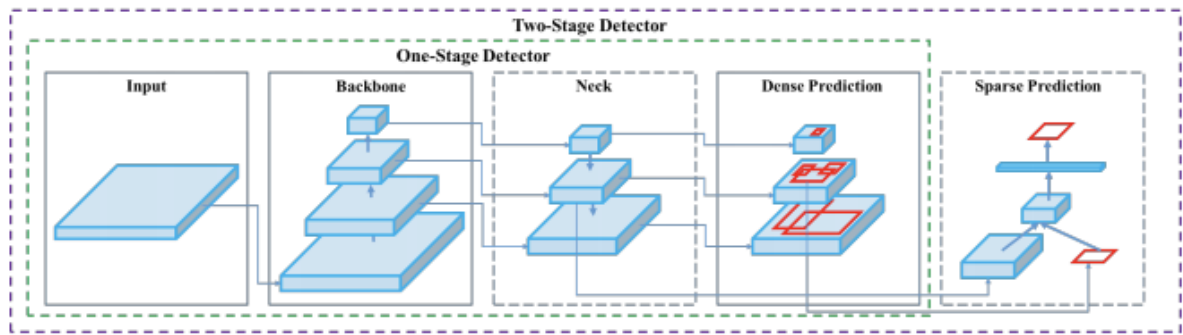 Two-Stage Detector
One-Stage Detector
Input
Backbone
Neck
Dense Prediction
Sparse Prediction